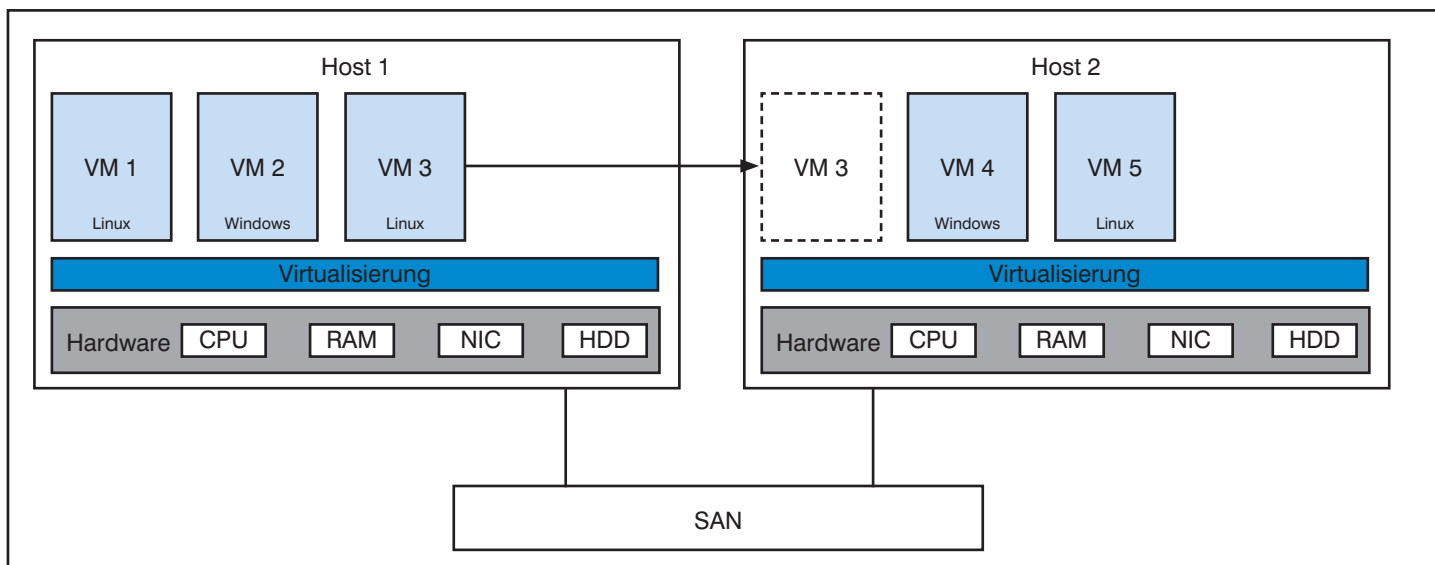 Host 1
VM 1
Linux
VM 2
Windows
VM 3
Linux
Virtualisierung
Hardware CPU RAM NIC HDD
Host 2
VM 3
VM 4
Windows
VM 5
Linux
Virtualisierung
Hardware CPU RAM NIC HDD
SAN